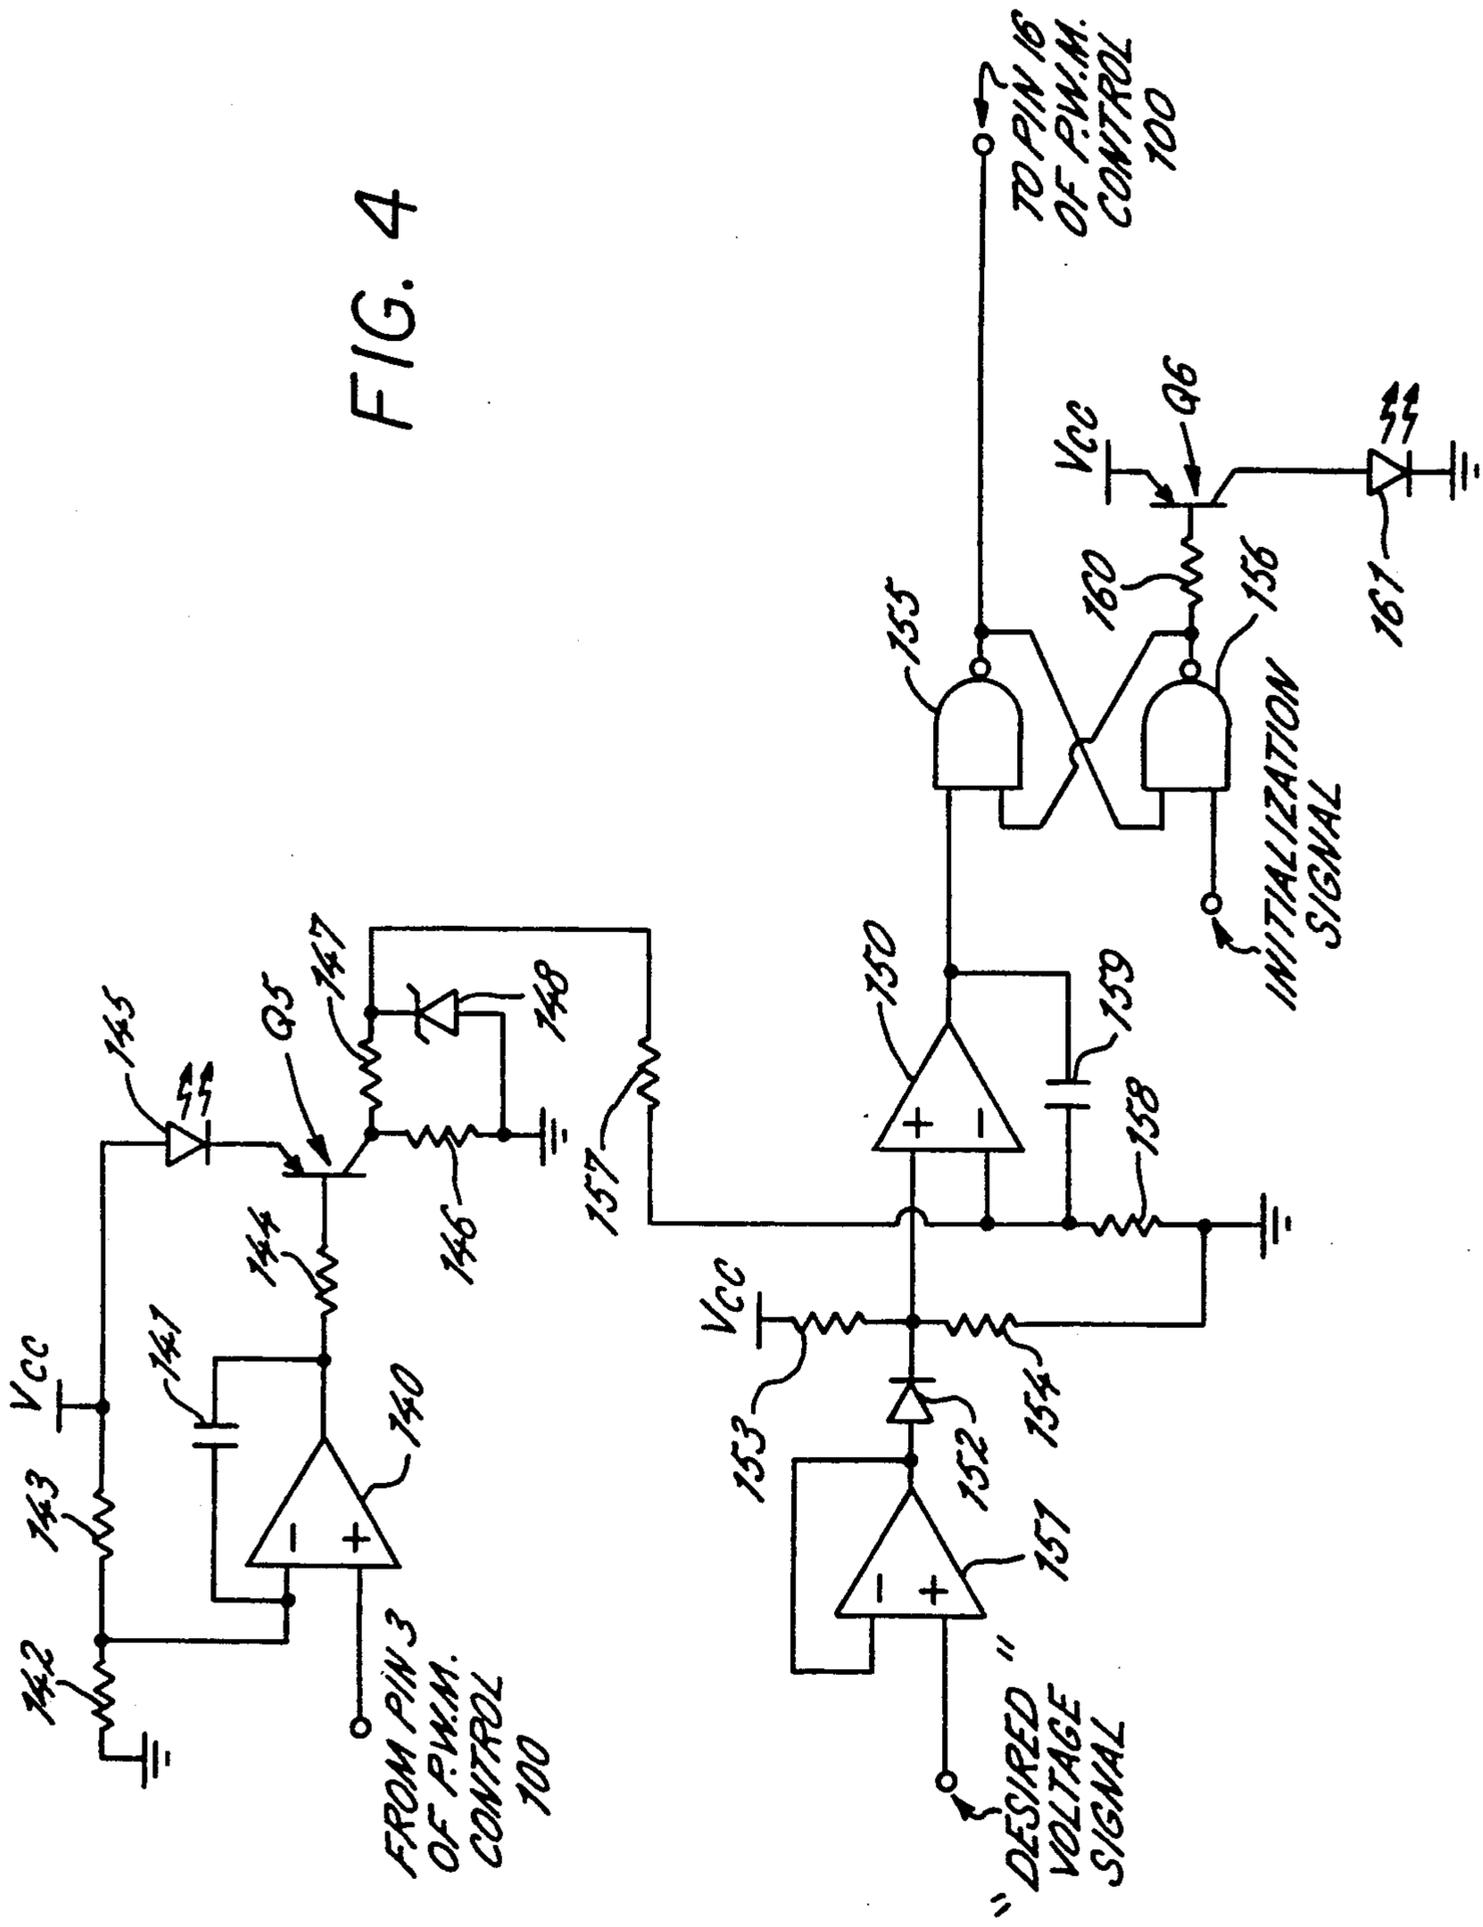 FIG. 4
VCC
142
143
141
145
144
Q5
147
140
146
148
157
FROM PIN 3
OF P.W.M.
CONTROL
100
VCC
153
150
155
152
154
151
158
159
"DESIRED"
VOLTAGE
SIGNAL
INITIALIZATION
SIGNAL
156
160
VCC
Q6
161
TO PIN 16
OF P.W.M.
CONTROL
100
+
−
+
−
+
−